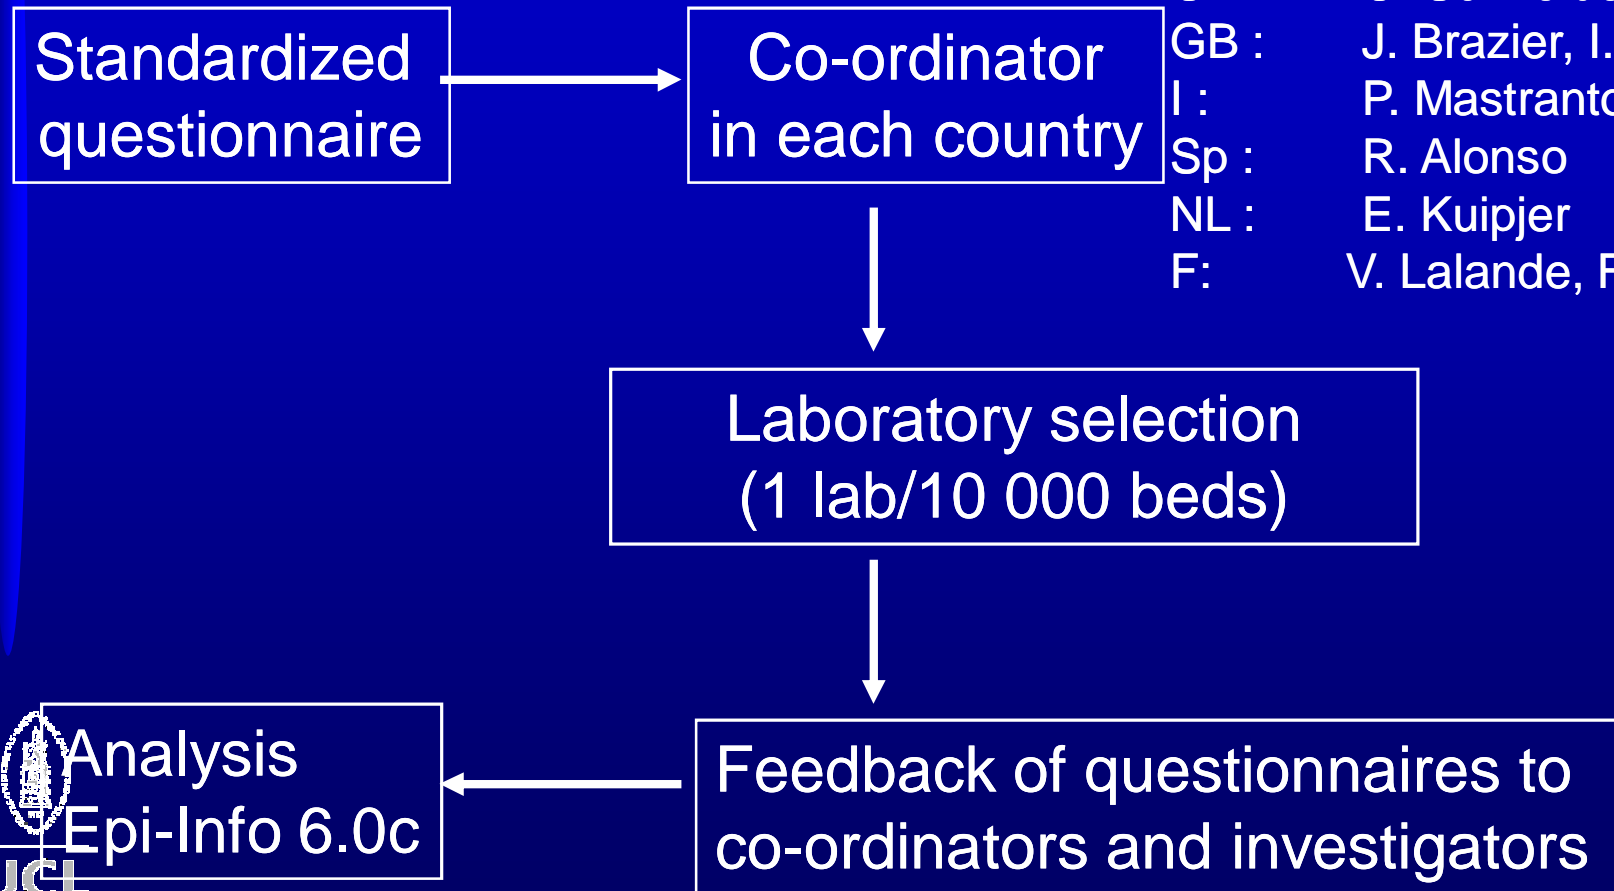 Standardized
questionnaire
Co-ordinator
in each country
GB : J. Brazier, I.
I : P.
Sp : R. Alonso
NL : E. Kuipjer
F: V. Lalande,
Laboratory selection
(1 lab/10 000 beds)
Feedback of questionnaires to
co-ordinators and investigators
Analysis
Epi-Info 6.0c